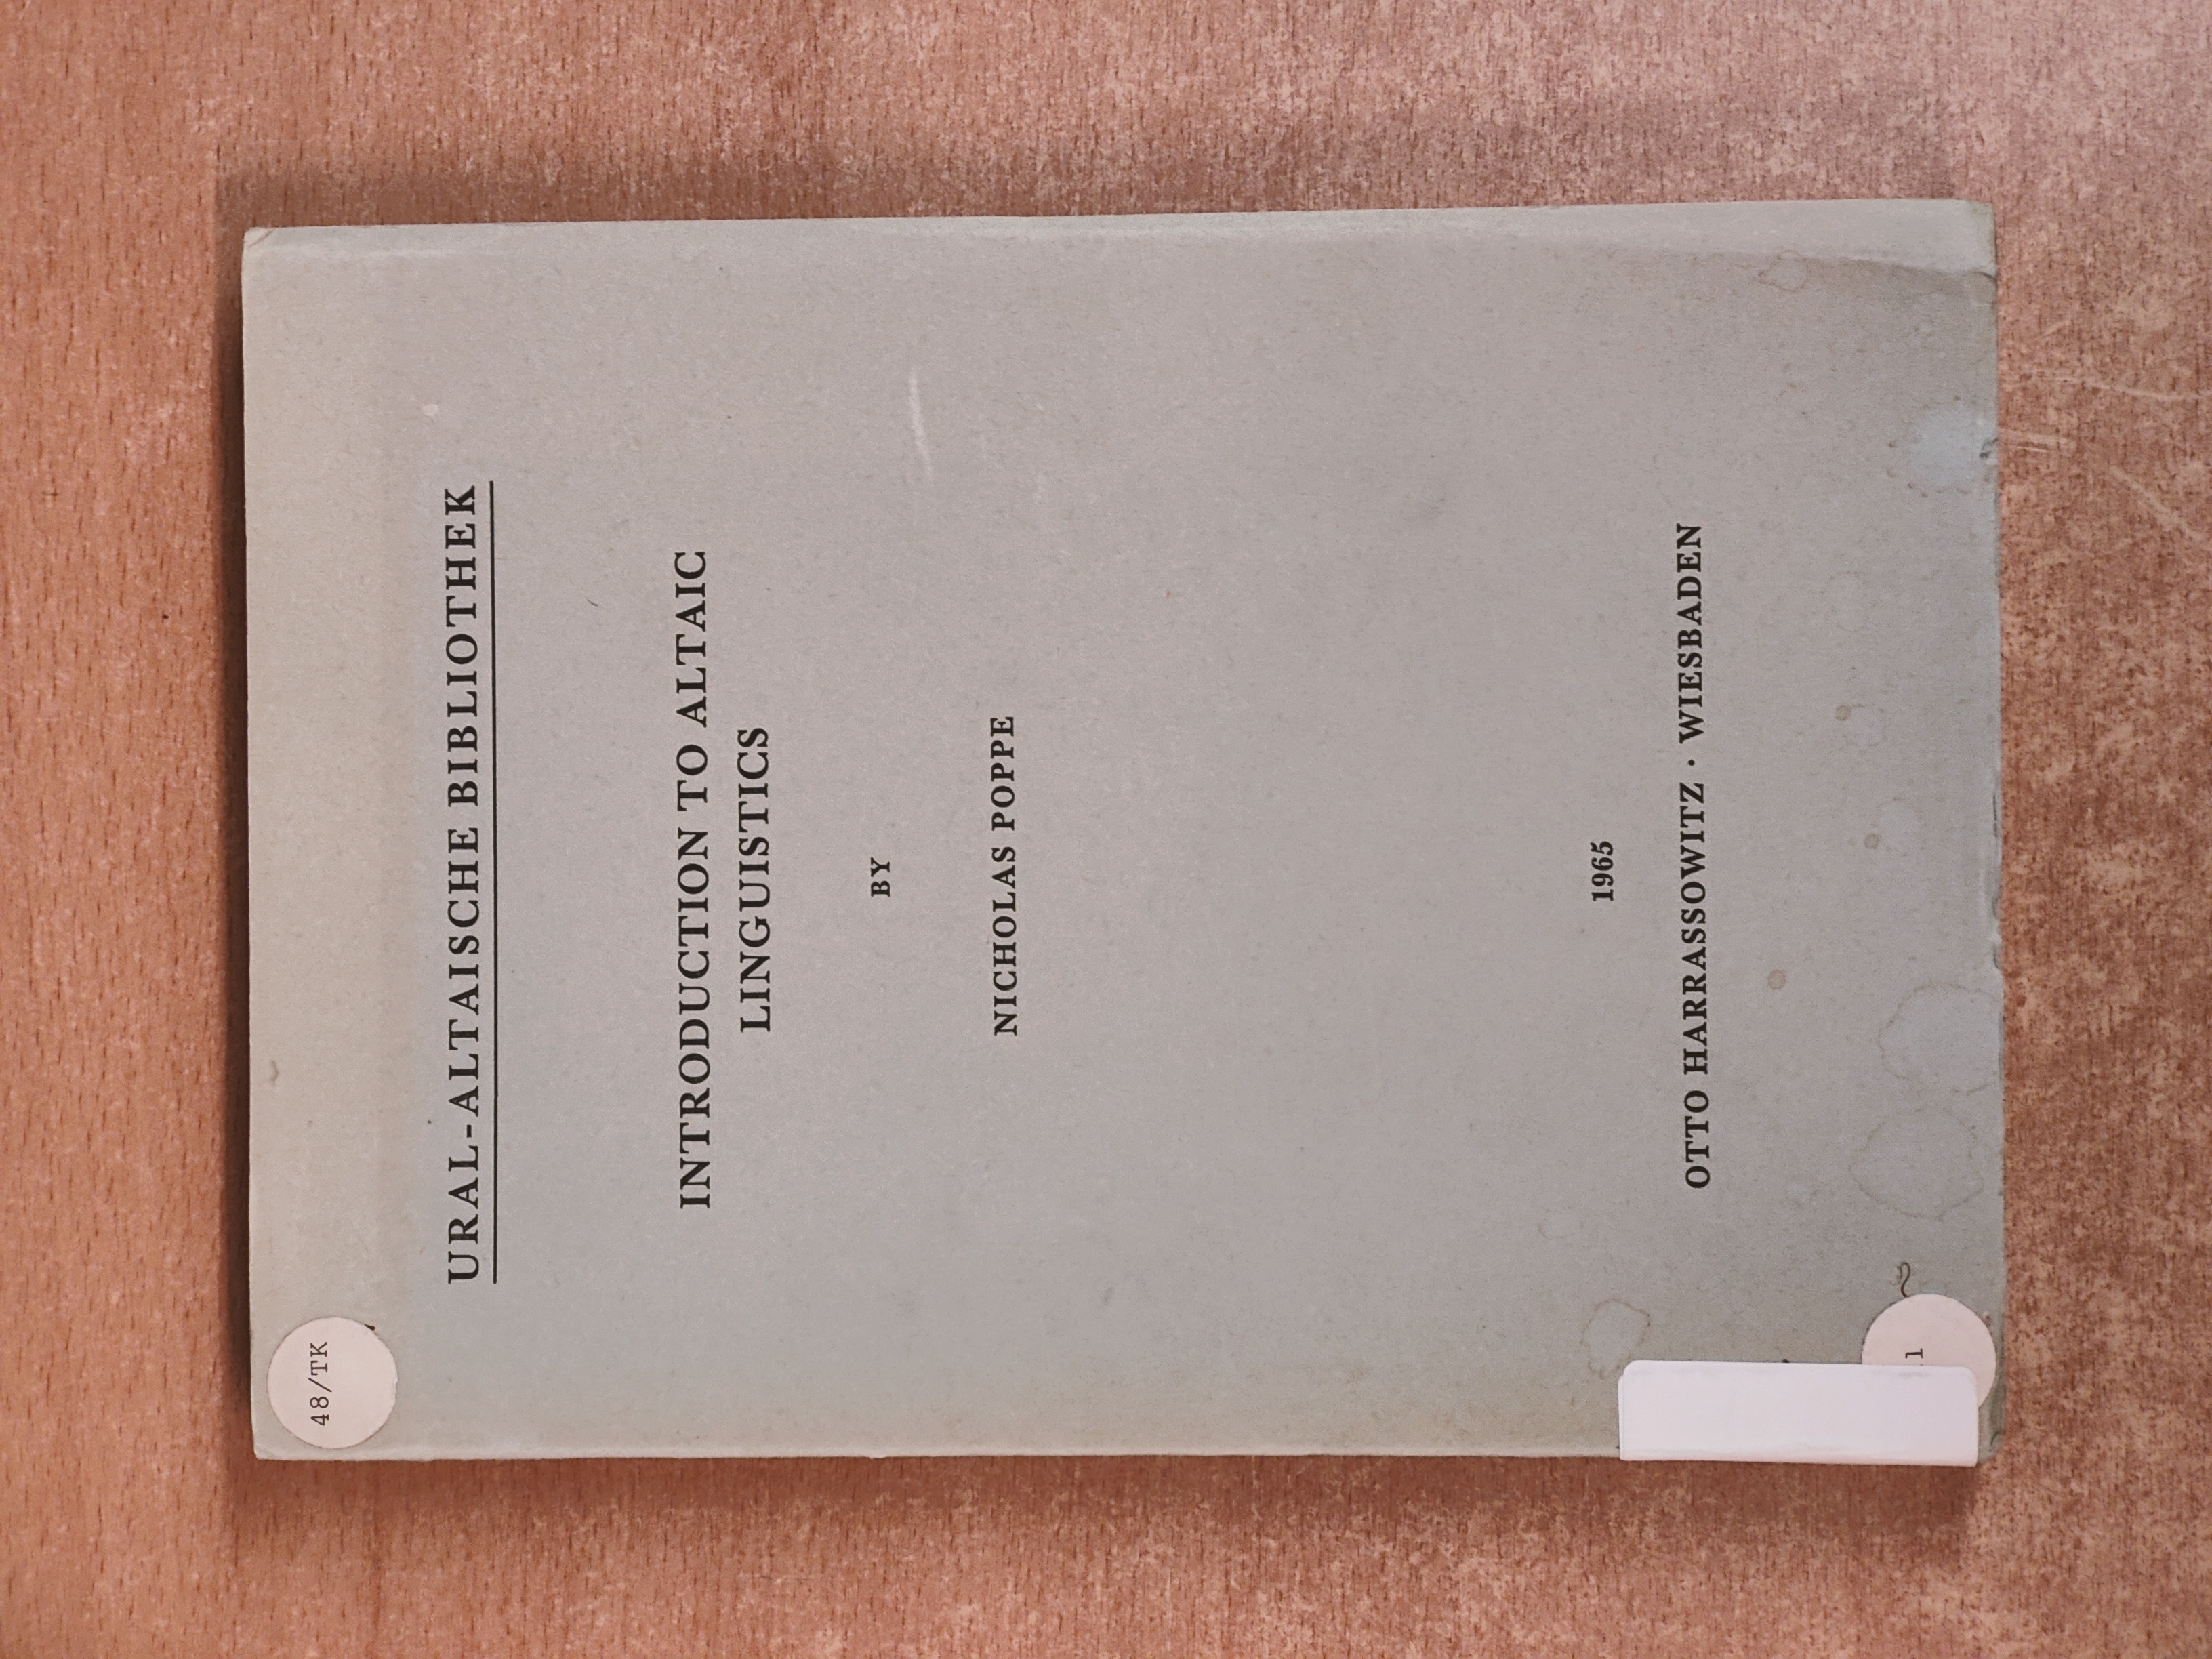 URAL-ALTAISCHE BIBLIOTHEK
INTRODUCTION TO ALTAIC
LINGUISTICS
BY
NICHOLAS POPPE
1965
OTTO HARRASSOWITZ · WIESBADEN
48/TK